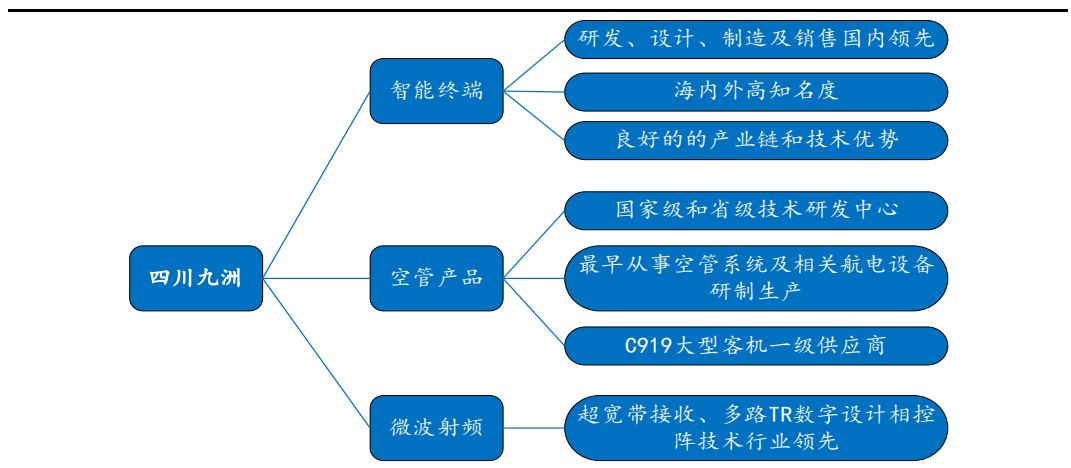 研发、设计、制造及销售国内领先
智能终端
海内外高知名度
良好的的产业链和技术优势
国家级和省级技术研发中心
四川九洲
空管产品
最早从事空管系统及相关航电设备
研制生产
C919大型客机一级供应商
微波射频
超宽带接收、多路TR数字设计相控
阵技术行业领先